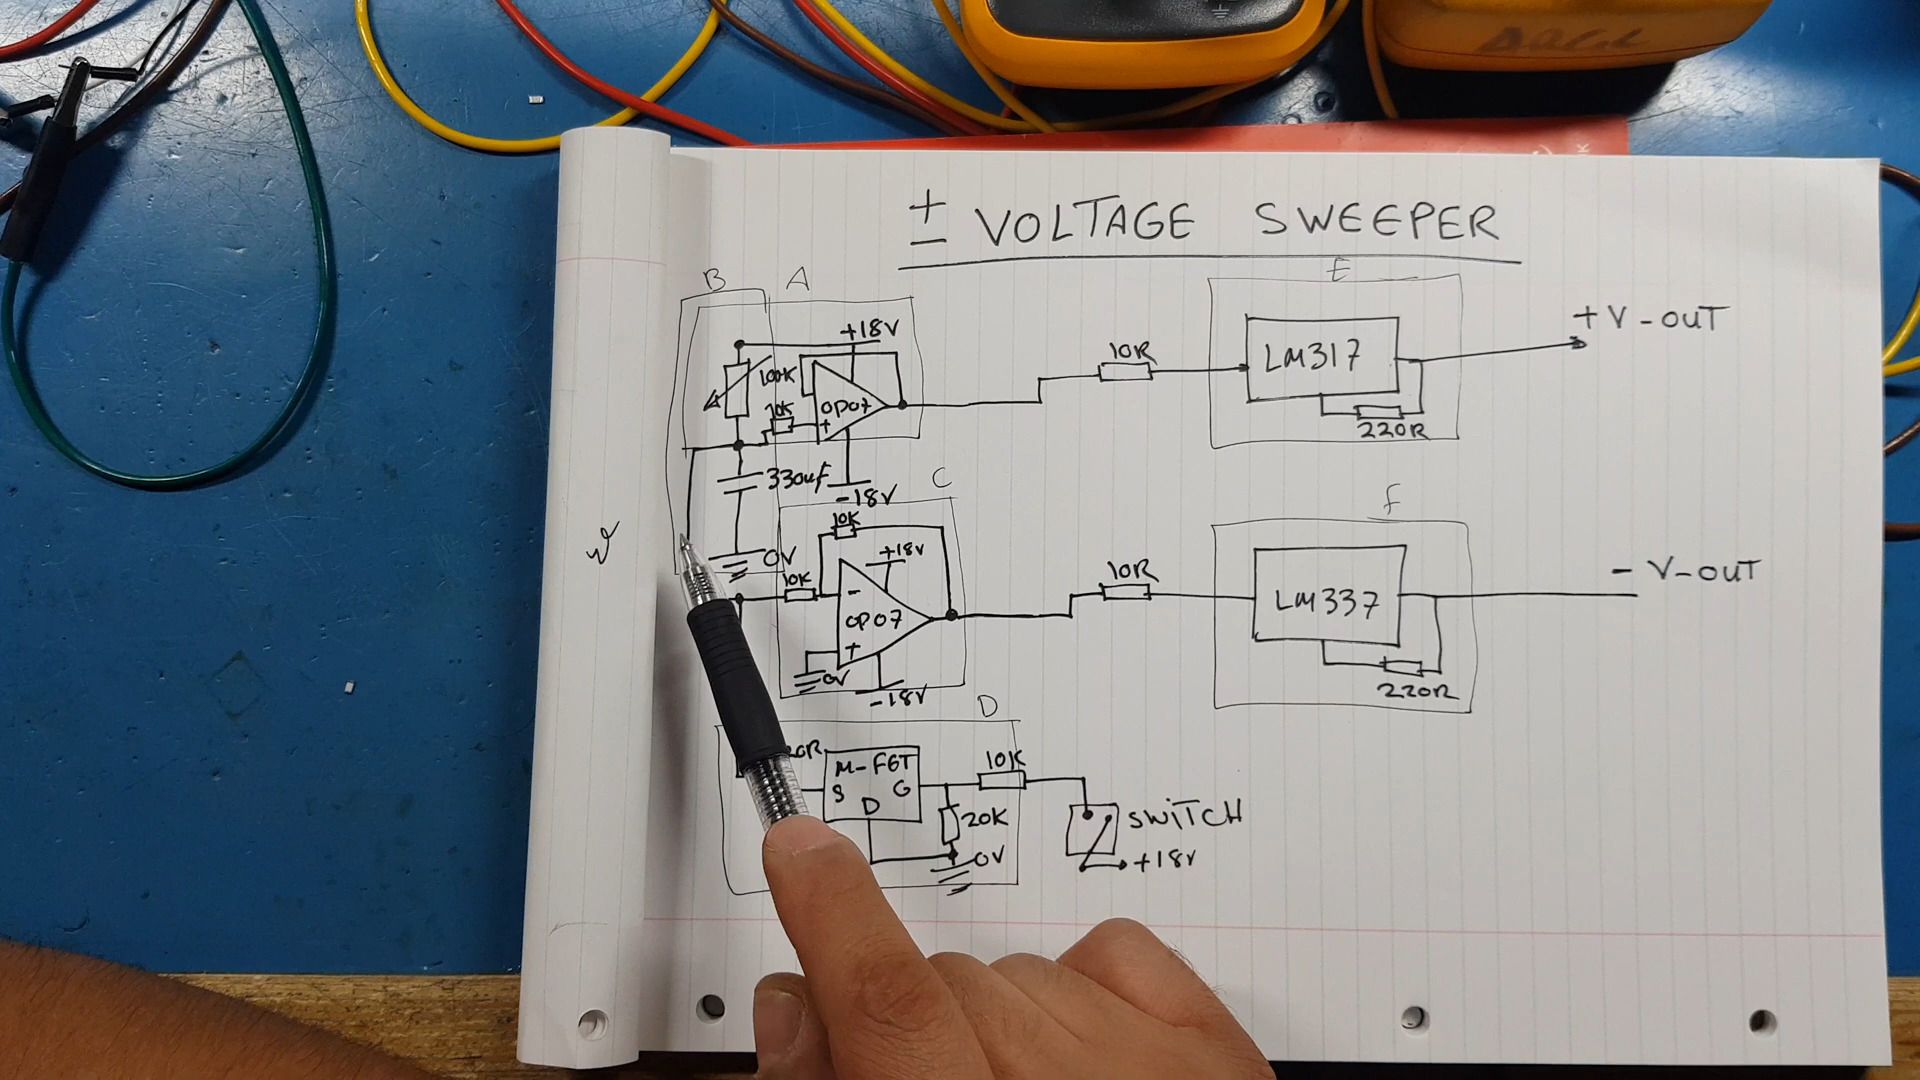 ± VOLTAGE SWEEPER
B A E
+18V
100K
10K
OP07
+
-18V
330uf
0V
10R
LM317
220R
+V-OUT
C f
10K
+18V
10K
-
OP07
+
0V
-18V
10R
LM337
220R
- V-OUT
D
M-FET
S G
D
10K
20K
0V
SWITCH
+18V